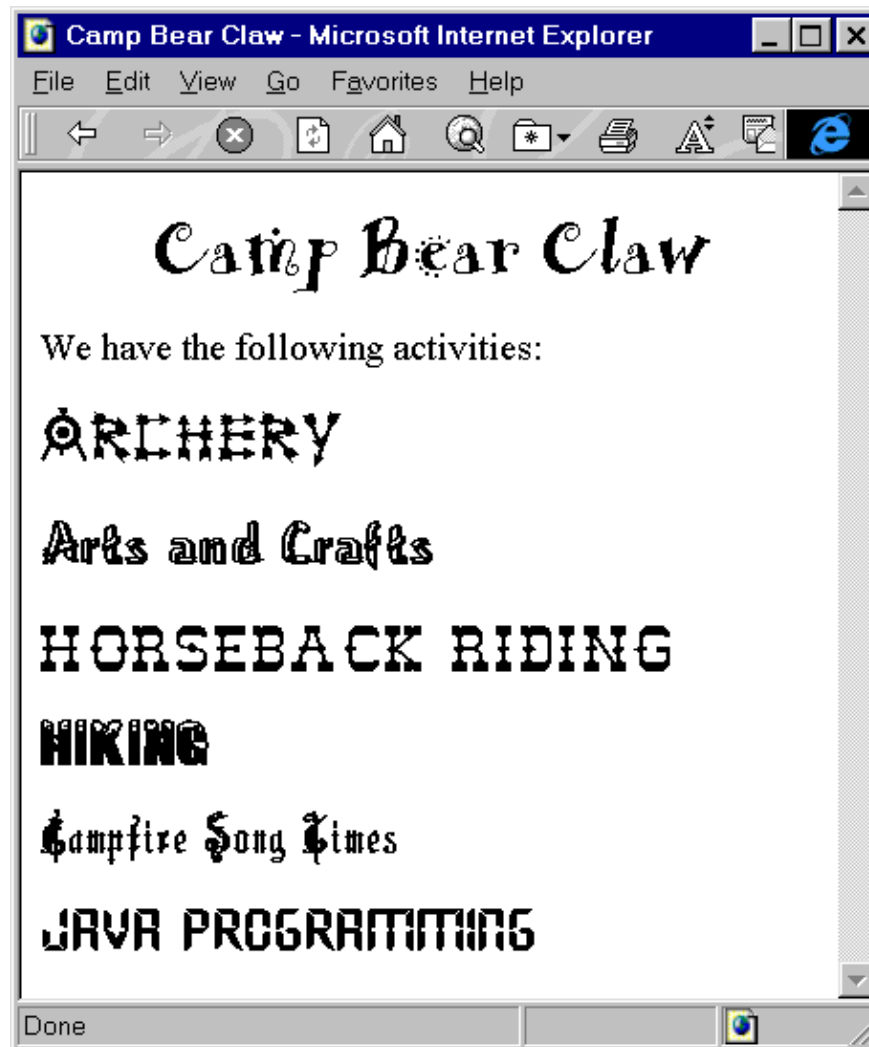 Camp Bear Claw - Microsoft Internet Explorer
File Edit View Go Favorites Help
Camp Bear Claw
We have the following activities:
ARCHERY
Arts and Crafts
HORSEBACK RIDING
HIKING
Campfire Song Times
JAVA PROGRAMMING
Done